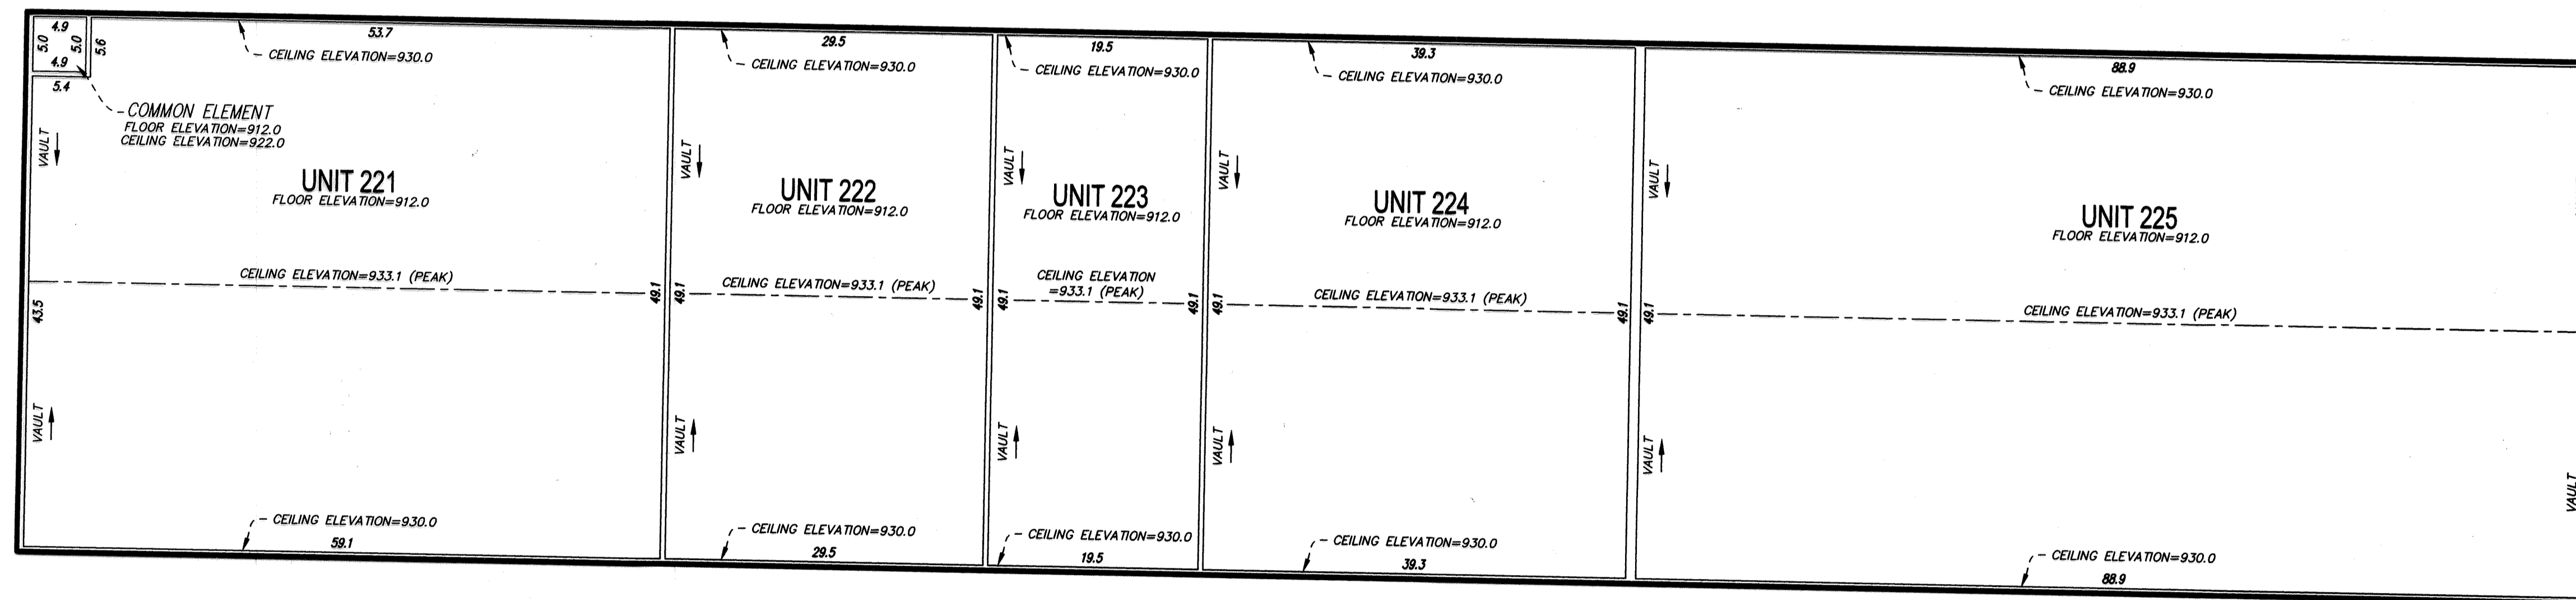 4.9
5.0
5.0
5.6
4.9
5.4
53.7
CEILING ELEVATION=930.0
COMMON ELEMENT
FLOOR ELEVATION=912.0
CEILING ELEVATION=922.0
VAULT
UNIT 221
FLOOR ELEVATION=912.0
CEILING ELEVATION=933.1 (PEAK)
43.5
49.1
VAULT
CEILING ELEVATION=930.0
59.1
29.5
CEILING ELEVATION=930.0
VAULT
UNIT 222
FLOOR ELEVATION=912.0
CEILING ELEVATION=933.1 (PEAK)
49.1
49.1
VAULT
CEILING ELEVATION=930.0
29.5
19.5
CEILING ELEVATION=930.0
VAULT
UNIT 223
FLOOR ELEVATION=912.0
CEILING ELEVATION
=933.1 (PEAK)
49.1
49.1
VAULT
CEILING ELEVATION=930.0
19.5
39.3
CEILING ELEVATION=930.0
VAULT
UNIT 224
FLOOR ELEVATION=912.0
CEILING ELEVATION=933.1 (PEAK)
49.1
49.1
VAULT
CEILING ELEVATION=930.0
39.3
88.9
CEILING ELEVATION=930.0
VAULT
UNIT 225
FLOOR ELEVATION=912.0
CEILING ELEVATION=933.1 (PEAK)
49.1
VAULT
VAULT
CEILING ELEVATION=930.0
88.9